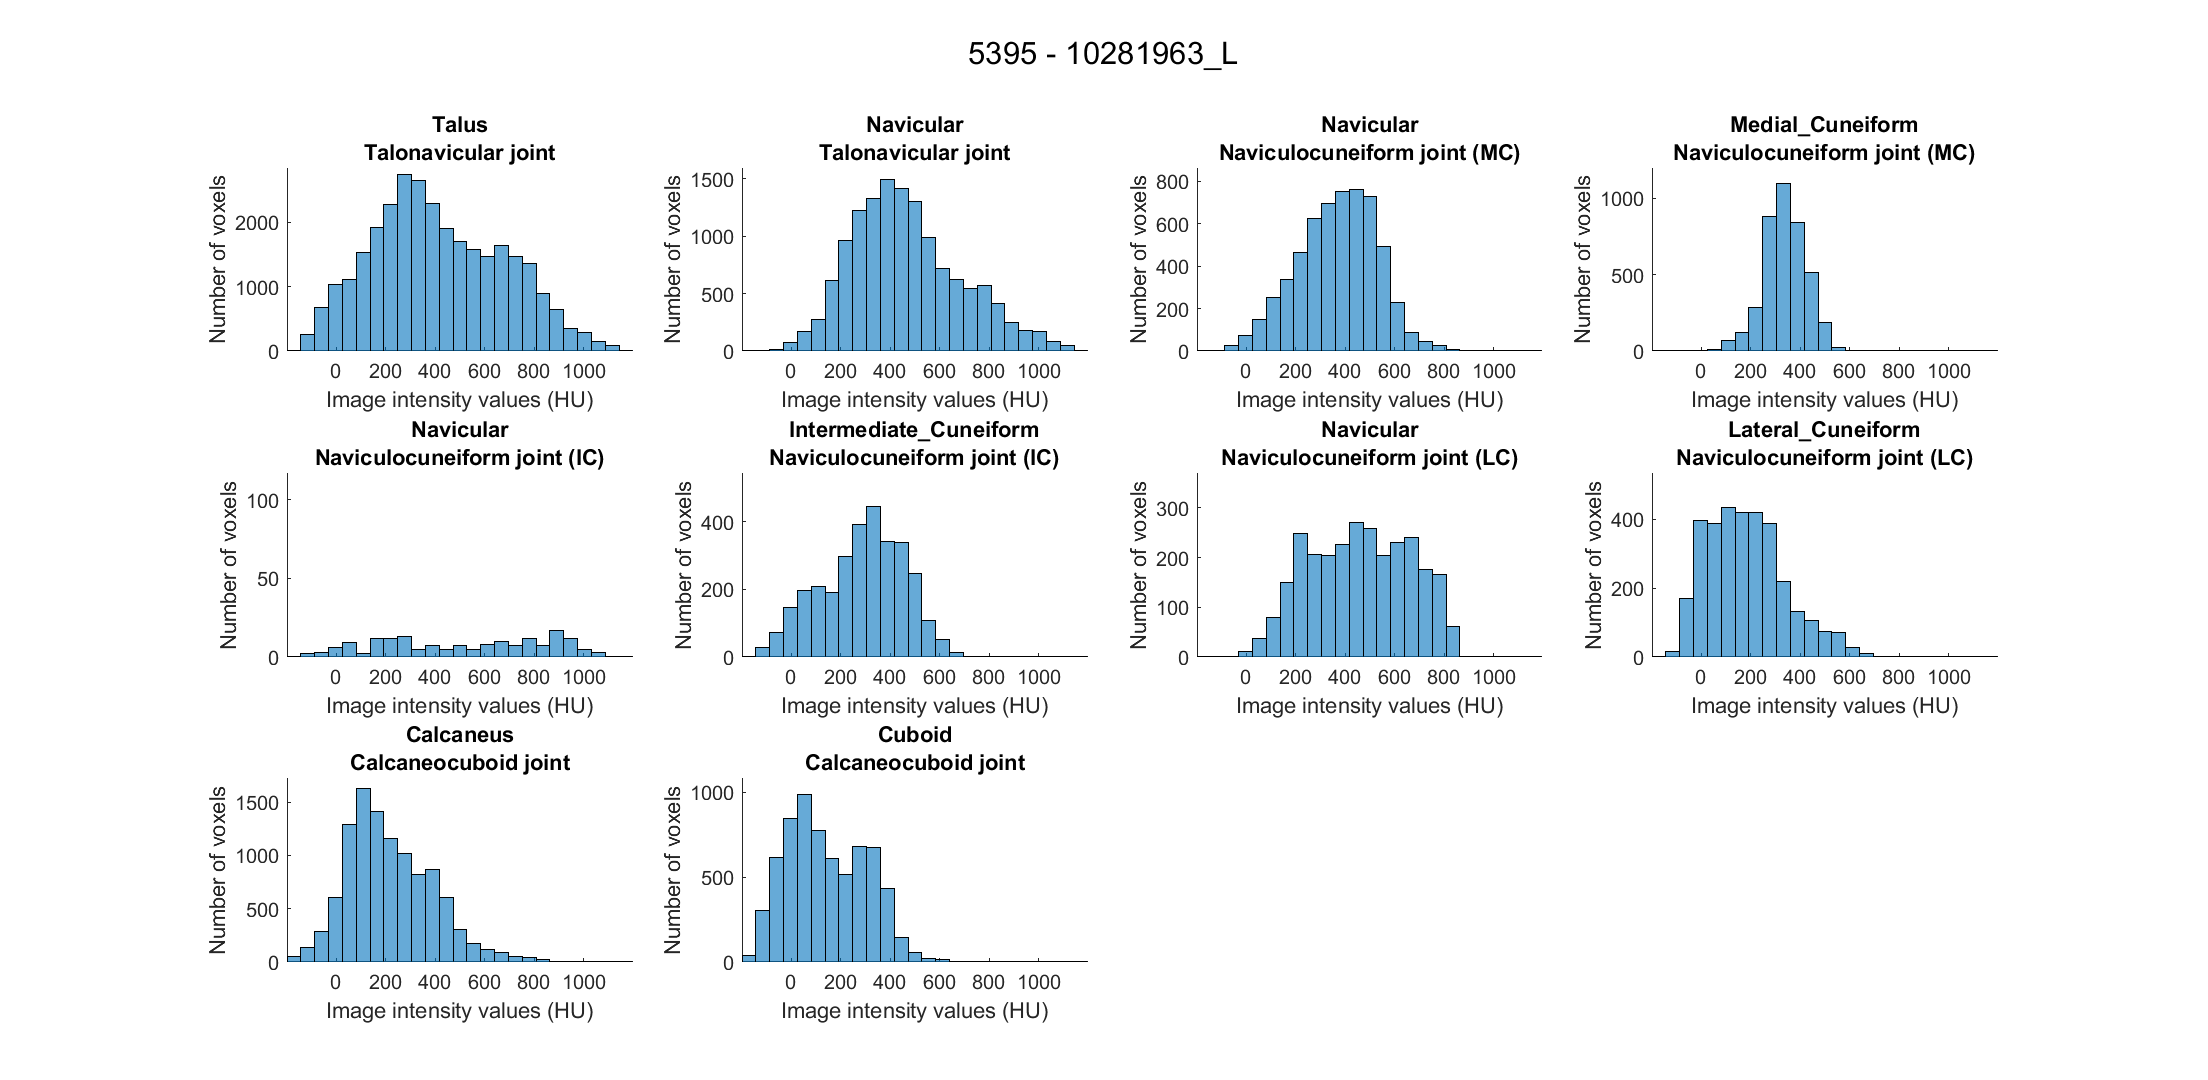 5395 - 10281963_L
Talus
Talonavicular joint
Number of voxels
2000
1000
0
0 200 400 600 800 1000
Image intensity values (HU)
Navicular
Talonavicular joint
Number of voxels
1500
1000
500
0
0 200 400 600 800 1000
Image intensity values (HU)
Navicular
Naviculocuneiform joint (MC)
Number of voxels
800
600
400
200
0
0 200 400 600 800 1000
Image intensity values (HU)
Medial_Cuneiform
Naviculocuneiform joint (MC)
Number of voxels
1000
500
0
0 200 400 600 800 1000
Image intensity values (HU)
Navicular
Naviculocuneiform joint (IC)
Number of voxels
100
50
0
0 200 400 600 800 1000
Image intensity values (HU)
Intermediate_Cuneiform
Naviculocuneiform joint (IC)
Number of voxels
400
200
0
0 200 400 600 800 1000
Image intensity values (HU)
Navicular
Naviculocuneiform joint (LC)
Number of voxels
300
200
100
0
0 200 400 600 800 1000
Image intensity values (HU)
Lateral_Cuneiform
Naviculocuneiform joint (LC)
Number of voxels
400
200
0
0 200 400 600 800 1000
Image intensity values (HU)
Calcaneus
Calcaneocuboid joint
Number of voxels
1500
1000
500
0
0 200 400 600 800 1000
Image intensity values (HU)
Cuboid
Calcaneocuboid joint
Number of voxels
1000
500
0
0 200 400 600 800 1000
Image intensity values (HU)